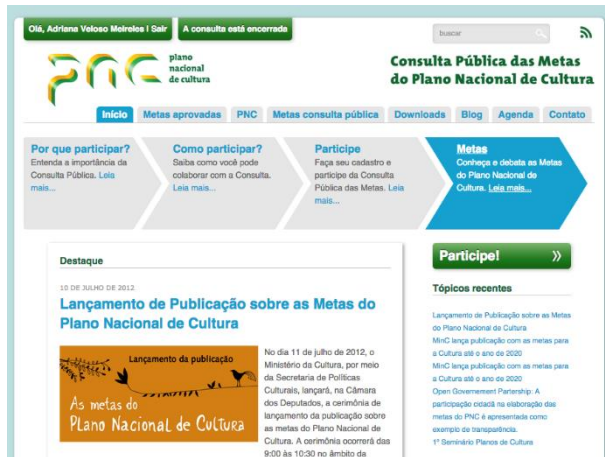 Olá, Adriana Veloso Meireles | Sair
A consulta está encerrada
buscar
pnc
plano
nacional
de cultura
Consulta Pública das Metas
do Plano Nacional de Cultura
Início
Metas aprovadas
PNC
Metas consulta pública
Downloads
Blog
Agenda
Contato
Por que participar?
Entenda a importância da
Consulta Pública. Leia
mais...
Como participar?
Saiba como você pode
colaborar com a Consulta.
Leia mais...
Participe
Faça seu cadastro e
participe da Consulta
Pública das Metas. Leia
mais...
Metas
Conheça e debata as Metas
do Plano Nacional de
Cultura. Leia mais...
Destaque
10 DE JULHO DE 2012
Lançamento de Publicação sobre as Metas do
Plano Nacional de Cultura
Lançamento da publicação
As metas do
Plano Nacional de Cultura
No dia 11 de julho de 2012, o
Ministério da Cultura, por meio
da Secretaria de Políticas
Culturais, lançará, na Câmara
dos Deputados, a cerimônia de
lançamento da publicação sobre
as metas do Plano Nacional de
Cultura. A cerimônia ocorrerá das
9:00 às 10:30 no âmbito da
Participe! »
Tópicos recentes
Lançamento de Publicação sobre as Metas
do Plano Nacional de Cultura
MinC lança publicação com as metas para
a Cultura até o ano de 2020
MinC lança publicação com as metas para
a Cultura até o ano de 2020
Open Governement Partership: A
participação cidadã na elaboração das
metas do PNC é apresentada como
exemplo de transparência.
1º Seminário Planos de Cultura